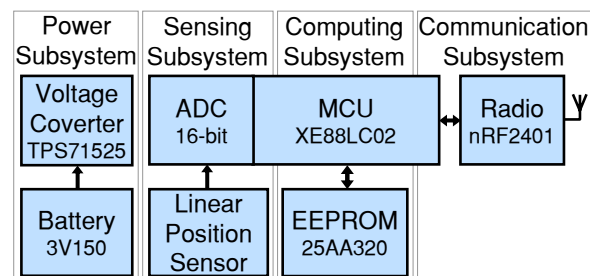 Power
Subsystem
Sensing
Subsystem
Computing
Subsystem
Communication
Subsystem
Voltage
Coverter
TPS71525
ADC
16-bit
MCU
XE88LC02
Radio
nRF2401
Battery
3V150
Linear
Position
Sensor
EEPROM
25AA320